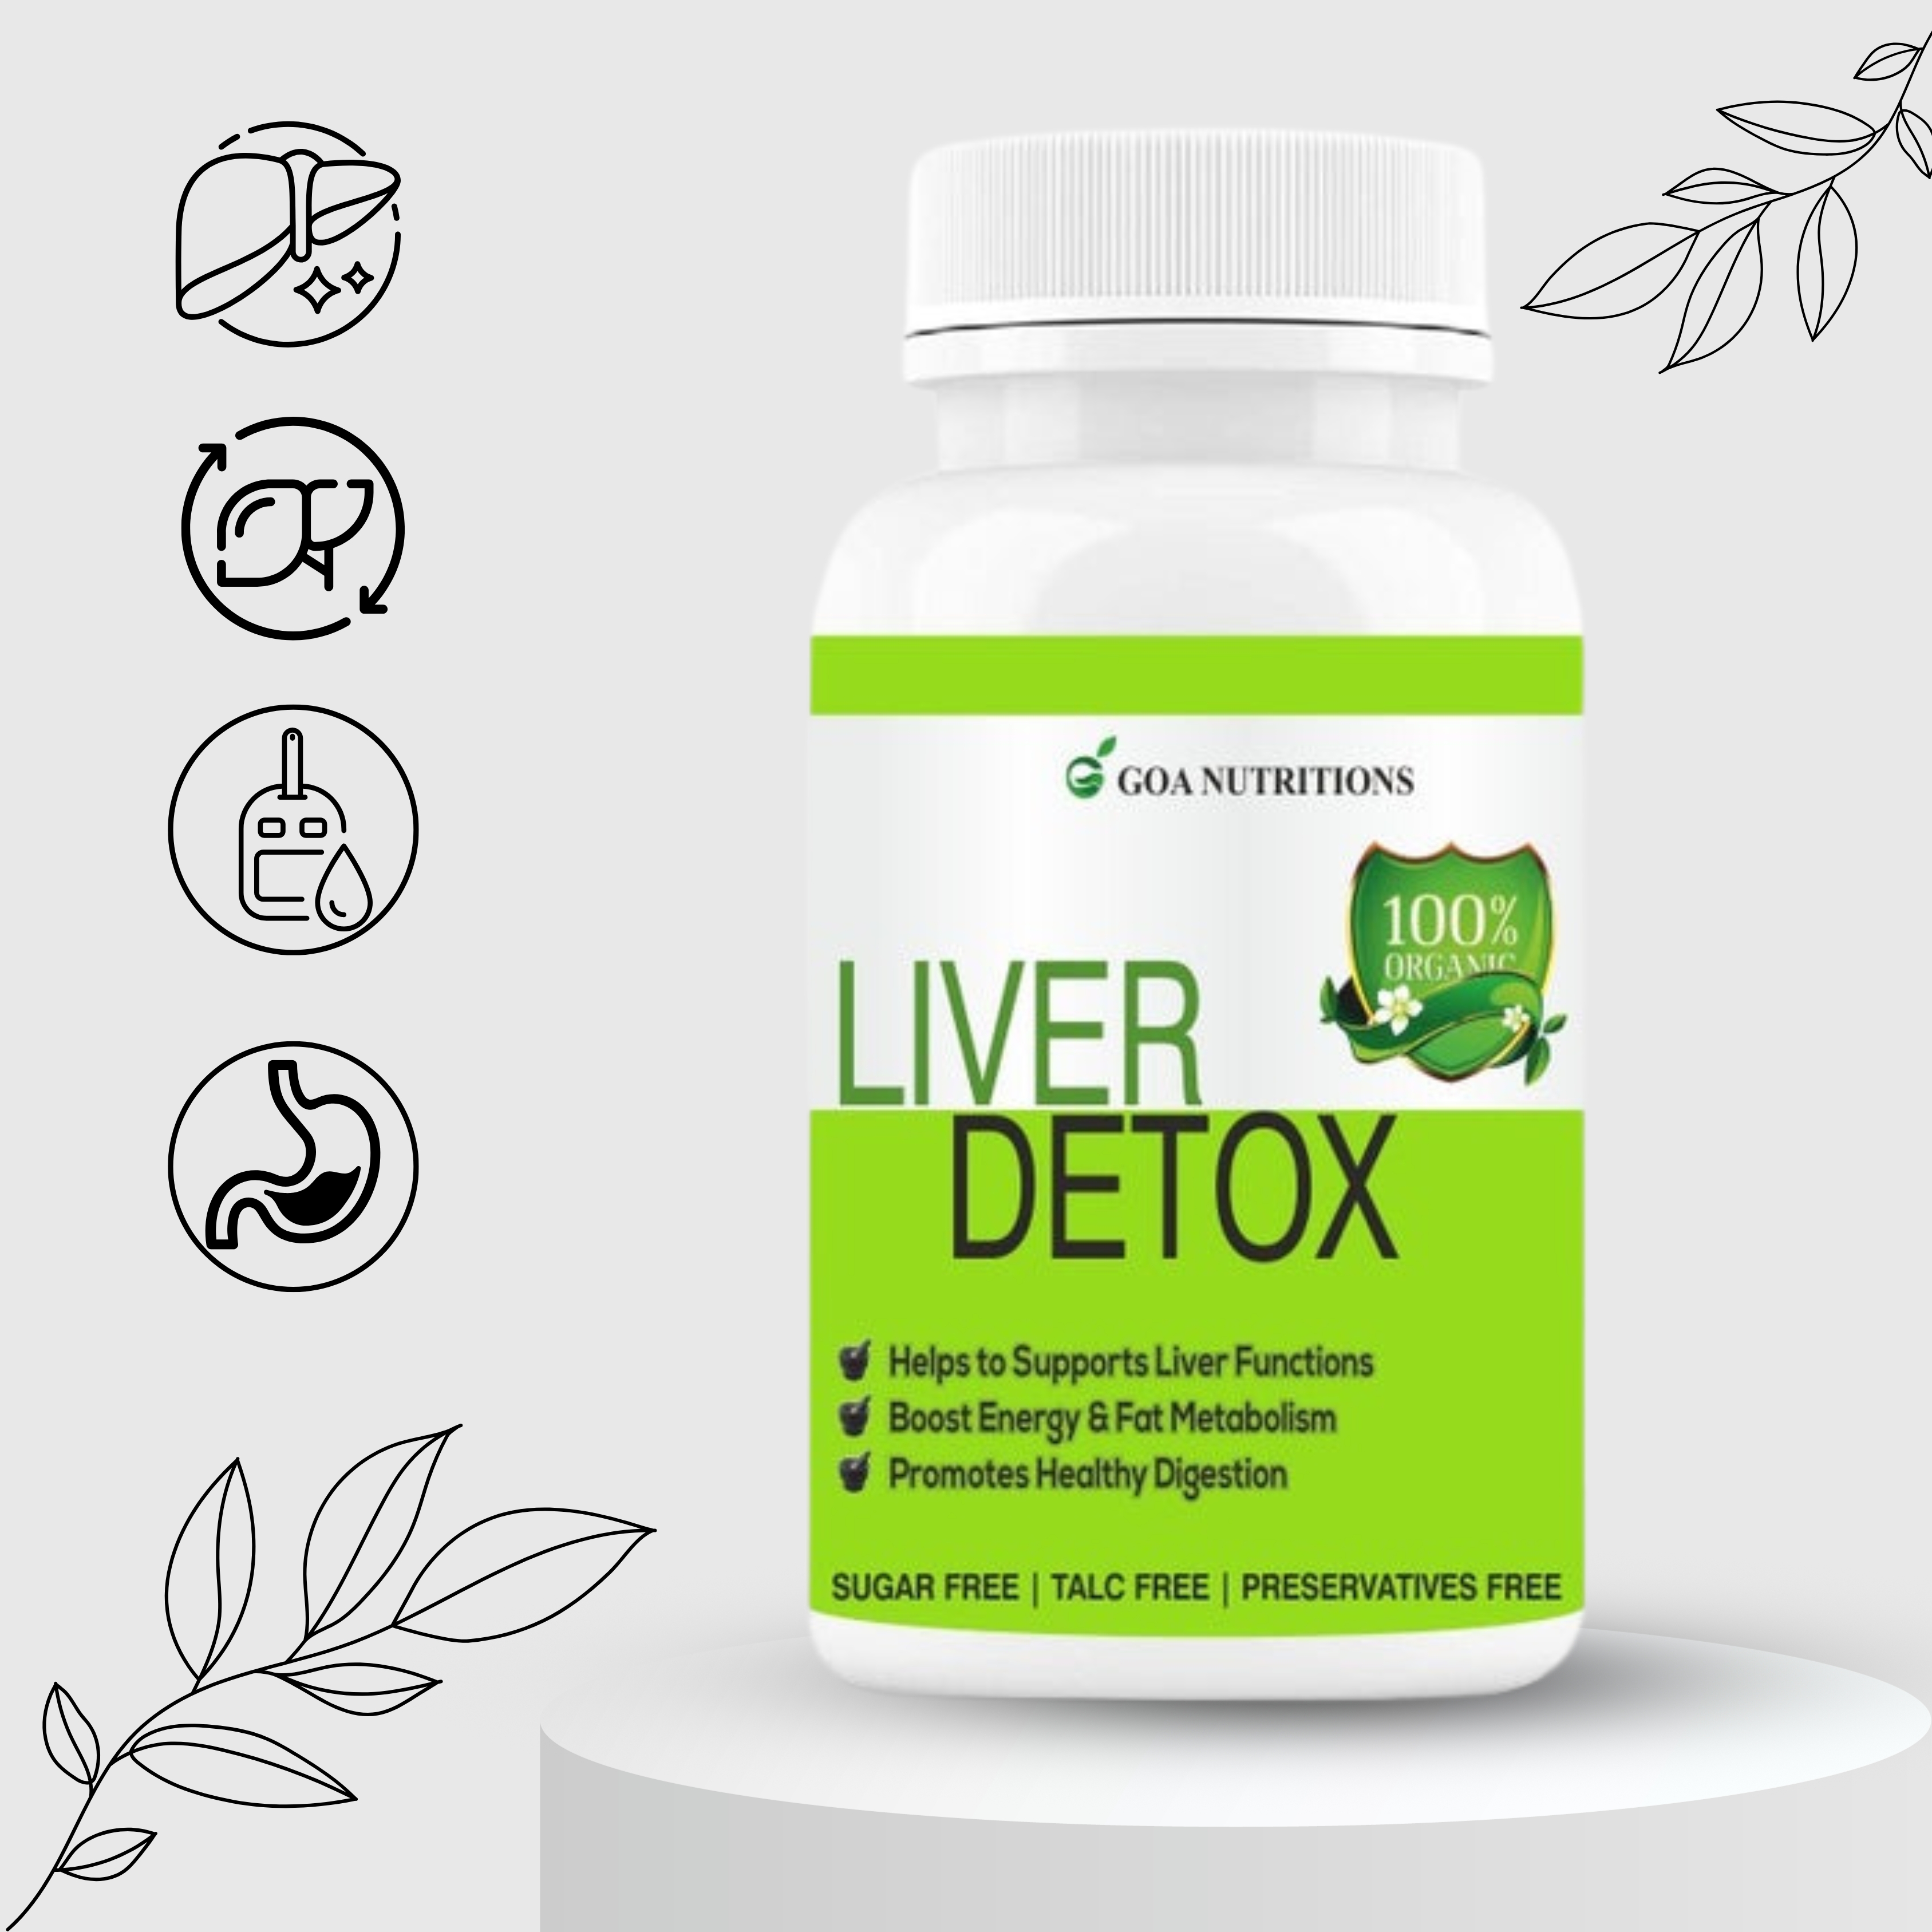 GOA NUTRITIONS
100%
ORGANIC
LIVER
DETOX
Helps to Supports Liver Functions
Boost Energy & Fat Metabolism
Promotes Healthy Digestion
SUGAR FREE | TALC FREE | PRESERVATIVES FREE